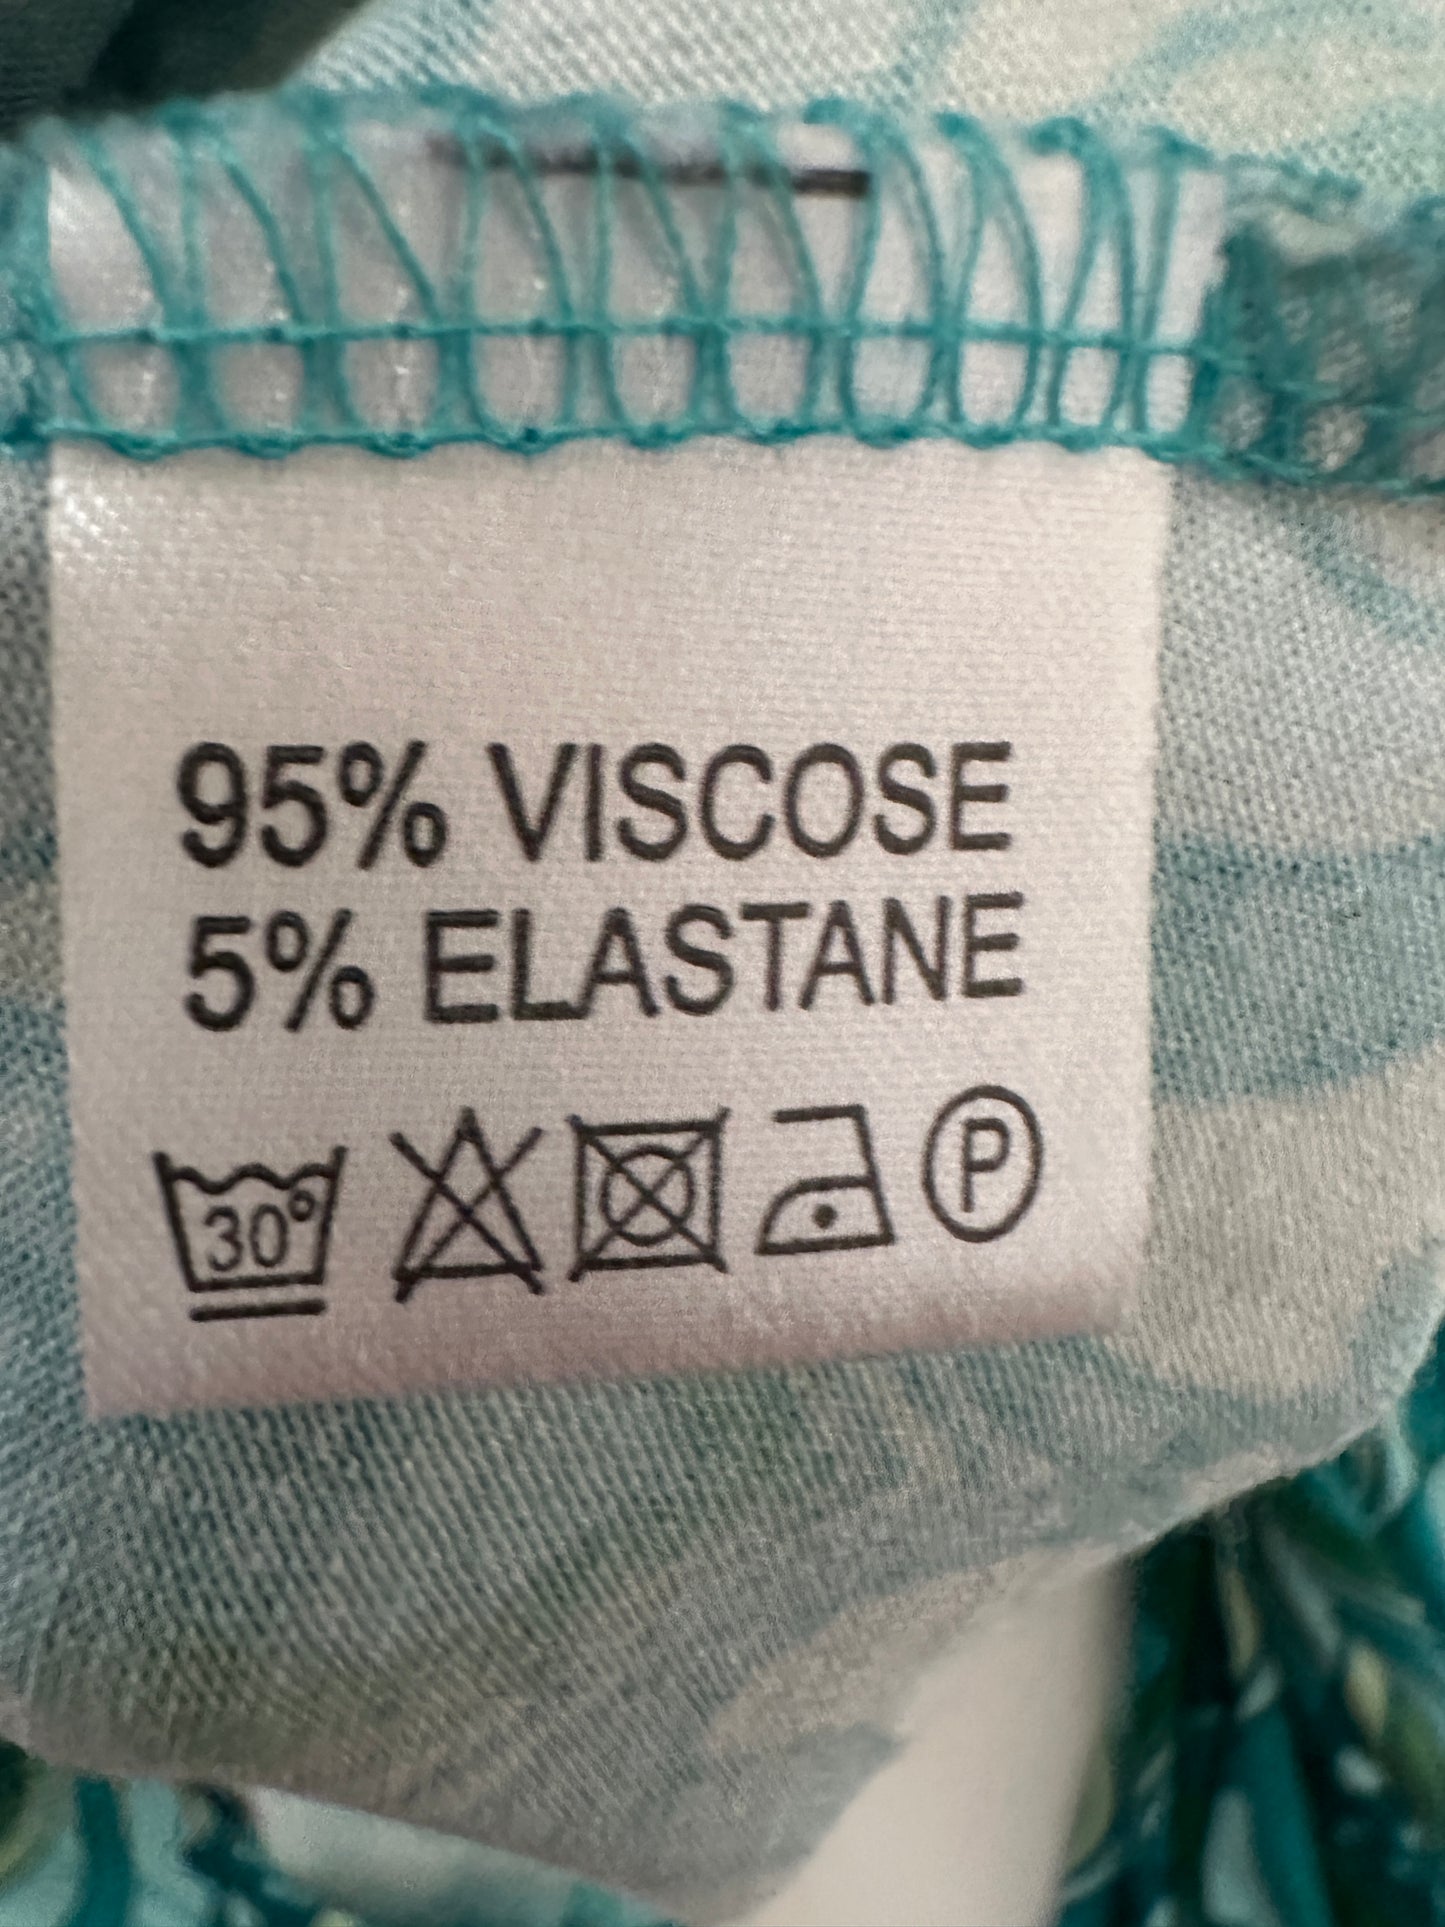 95% VISCOSE
5% ELASTANE
30° P